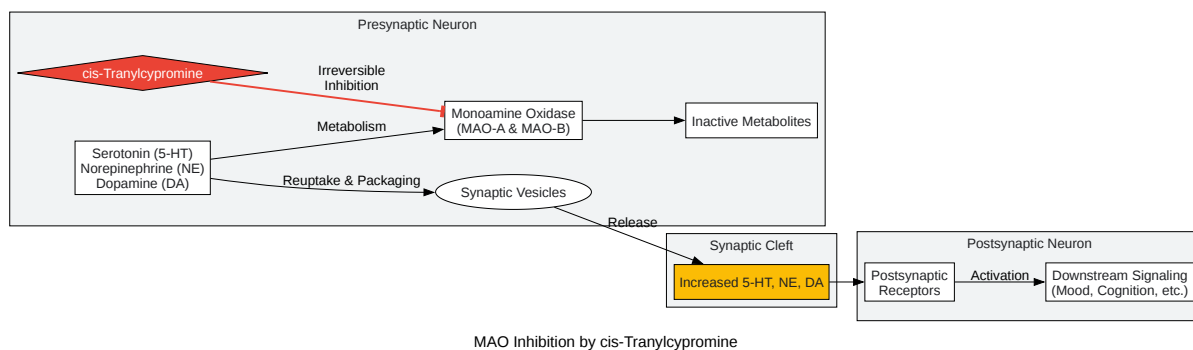 Presynaptic Neuron
cis-Tranylcypromine
Irreversible
Inhibition
Monoamine Oxidase
(MAO-A & MAO-B)
Inactive Metabolites
Metabolism
Serotonin (5-HT)
Norepinephrine (NE)
Dopamine (DA)
Reuptake & Packaging
Synaptic Vesicles
Release
Synaptic Cleft
Increased 5-HT, NE, DA
Postsynaptic Neuron
Postsynaptic
Receptors
Activation
Downstream Signaling
(Mood, Cognition, etc.)
MAO Inhibition by cis-Tranylcypromine